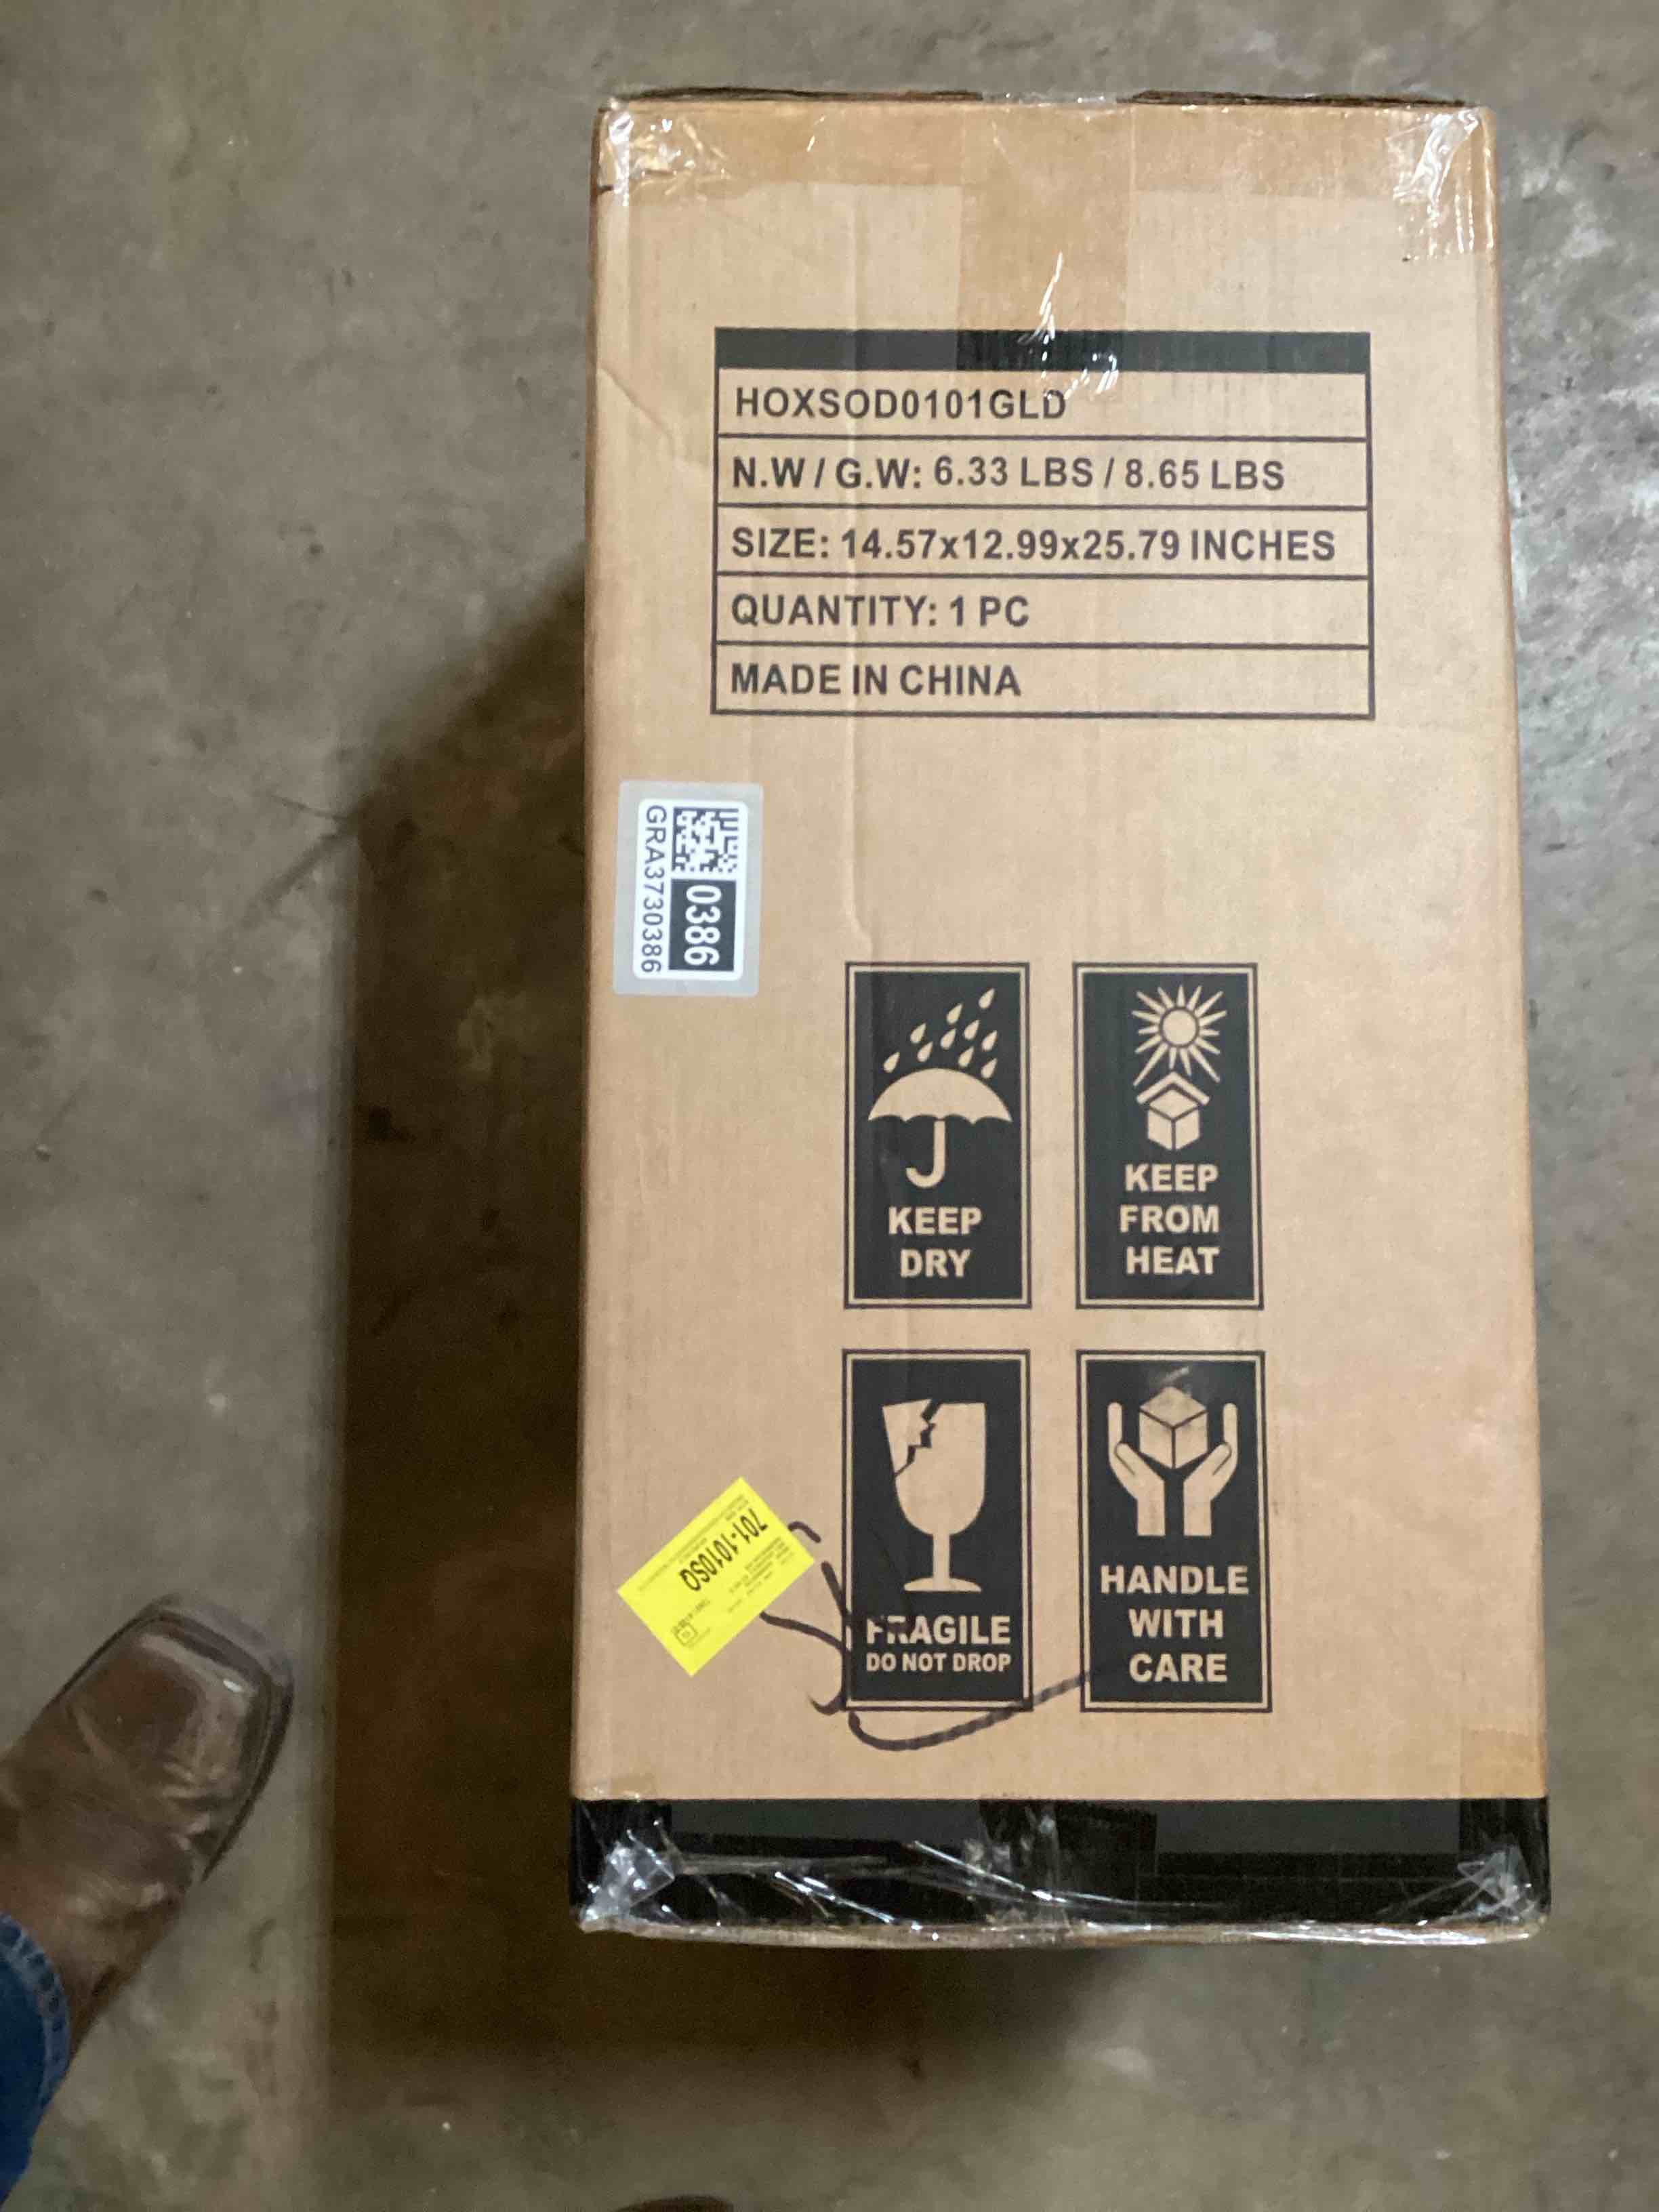 HOXSOD0101GLD
N.W / G.W: 6.33 LBS / 8.65 LBS
SIZE: 14.57x12.99x25.79 INCHES
QUANTITY: 1 PC
MADE IN CHINA
0386
GRA3730386
KEEP
DRY
KEEP
FROM
HEAT
FRAGILE
DO NOT DROP
HANDLE
WITH
CARE
701-1010SQ